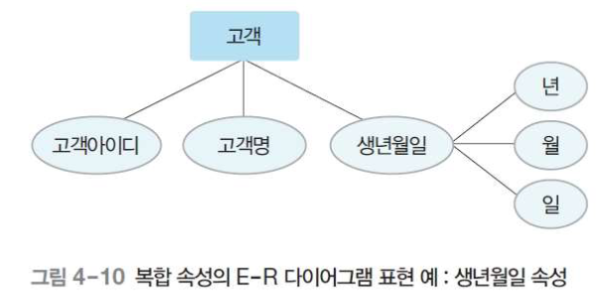 고객
고객아이디
고객명
생년월일
년
월
일
그림 4-10 복합 속성의 E-R 다이어그램 표현 예 : 생년월일 속성